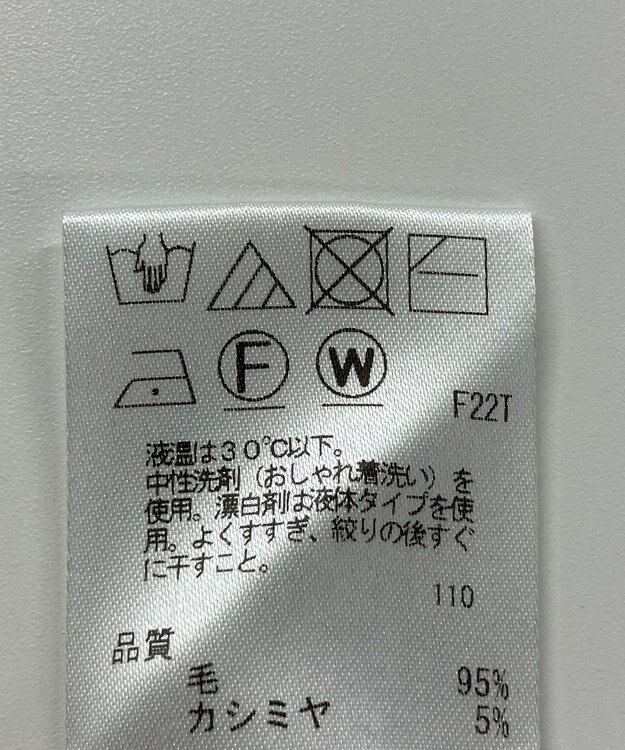 F
W
F22T
液温は30℃以下。
中性洗剤（おしゃれ着洗い）を
使用。漂白剤は液体タイプを使
用。よくすすぎ、絞りの後すぐ
に干すこと。
110
品質
毛 95%
カシミヤ 5%